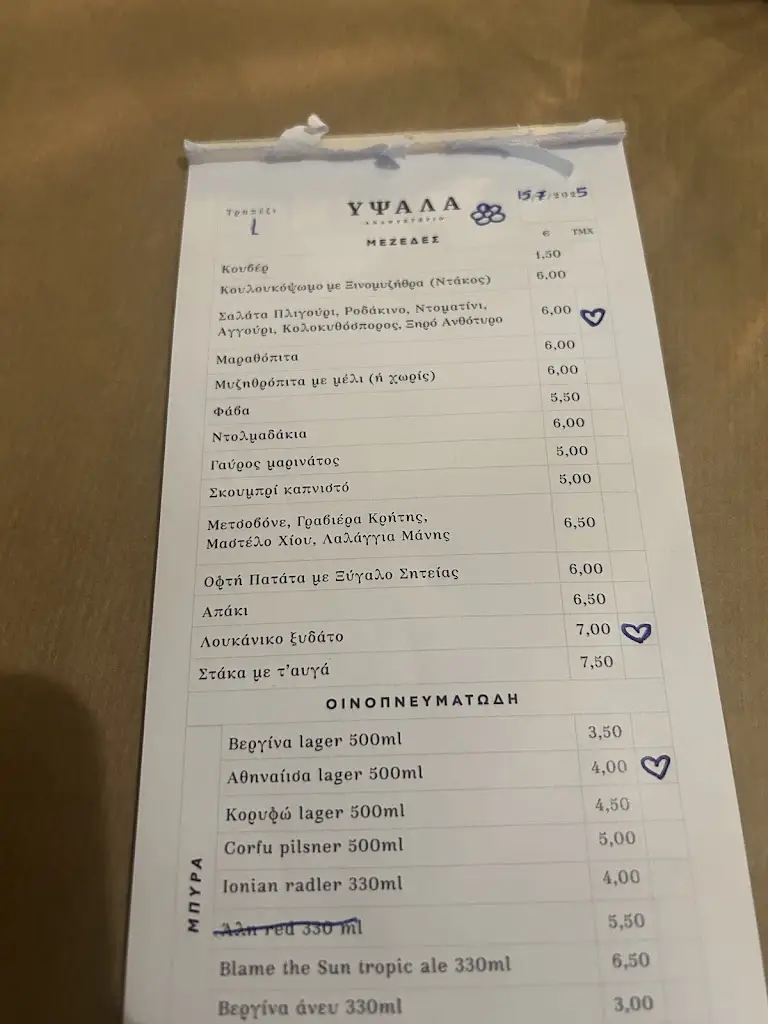 Τραπέζι
1
ΥΨΑΛΑ
15/7/2025
ΜΕΖΕΔΕΣ
€ ΤΜΧ
Κουβέρ 1,50
Κουλουκόψωμο με Ξινομυζήθρα (Ντάκος) 6,00
Σαλάτα Πλιγούρι, Ροδάκινο, Ντοματίνι,
Αγγούρι, Κολοκυθόσπορος, Ξηρό Ανθότυρο 6,00
Μαραθόπιτα 6,00
Μυζηθρόπιτα με μέλι (ή χωρίς) 6,00
Φάβα 5,50
Ντολμαδάκια 6,00
Γαύρος μαρινάτος 5,00
Σκουμπρί καπνιστό 5,00
Μετσοβόνε, Γραβιέρα Κρήτης,
Μαστέλο Χίου, Λαλάγγια Μάνης 6,50
Οφτή Πατάτα με Ξύγαλο Σητείας 6,00
Απάκι 6,50
Λουκάνικο ξυδάτο 7,00
Στάκα με τ'αυγά 7,50
ΟΙΝΟΠΝΕΥΜΑΤΩΔΗ
ΜΠΥΡΑ
Βεργίνα lager 500ml 3,50
Αθηναίισα lager 500ml 4,00
Κορυφώ lager 500ml 4,50
Corfu pilsner 500ml 5,00
Ionian radler 330ml 4,00
Άλη red 330 ml 5,50
Blame the Sun tropic ale 330ml 6,50
Βεργίνα άνευ 330ml 3,00